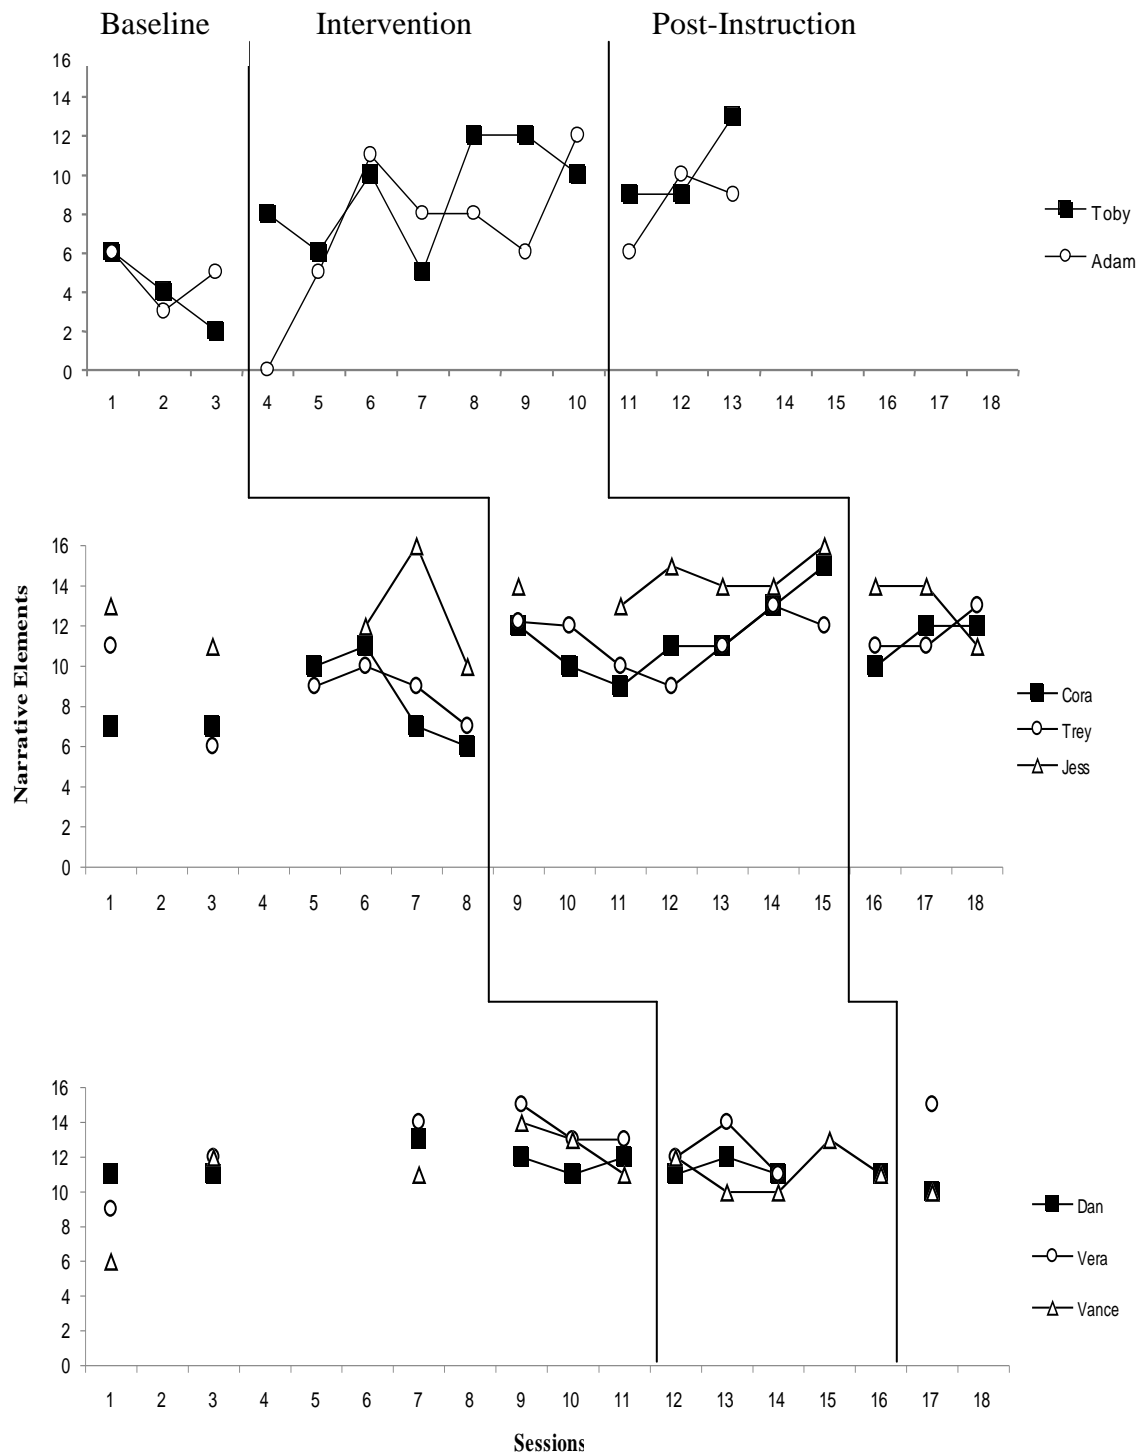 Baseline Intervention Post-Instruction
16
14
12
10
8
6
4
2
0
1 2 3 4 5 6 7 8 9 10 11 12 13 14 15 16 17 18
Toby
Adam
Narrative Elements
16
14
12
10
8
6
4
2
0
1 2 3 4 5 6 7 8 9 10 11 12 13 14 15 16 17 18
Cora
Trey
Jess
16
14
12
10
8
6
4
2
0
1 2 3 4 5 6 7 8 9 10 11 12 13 14 15 16 17 18
Dan
Vera
Vance
Sessions